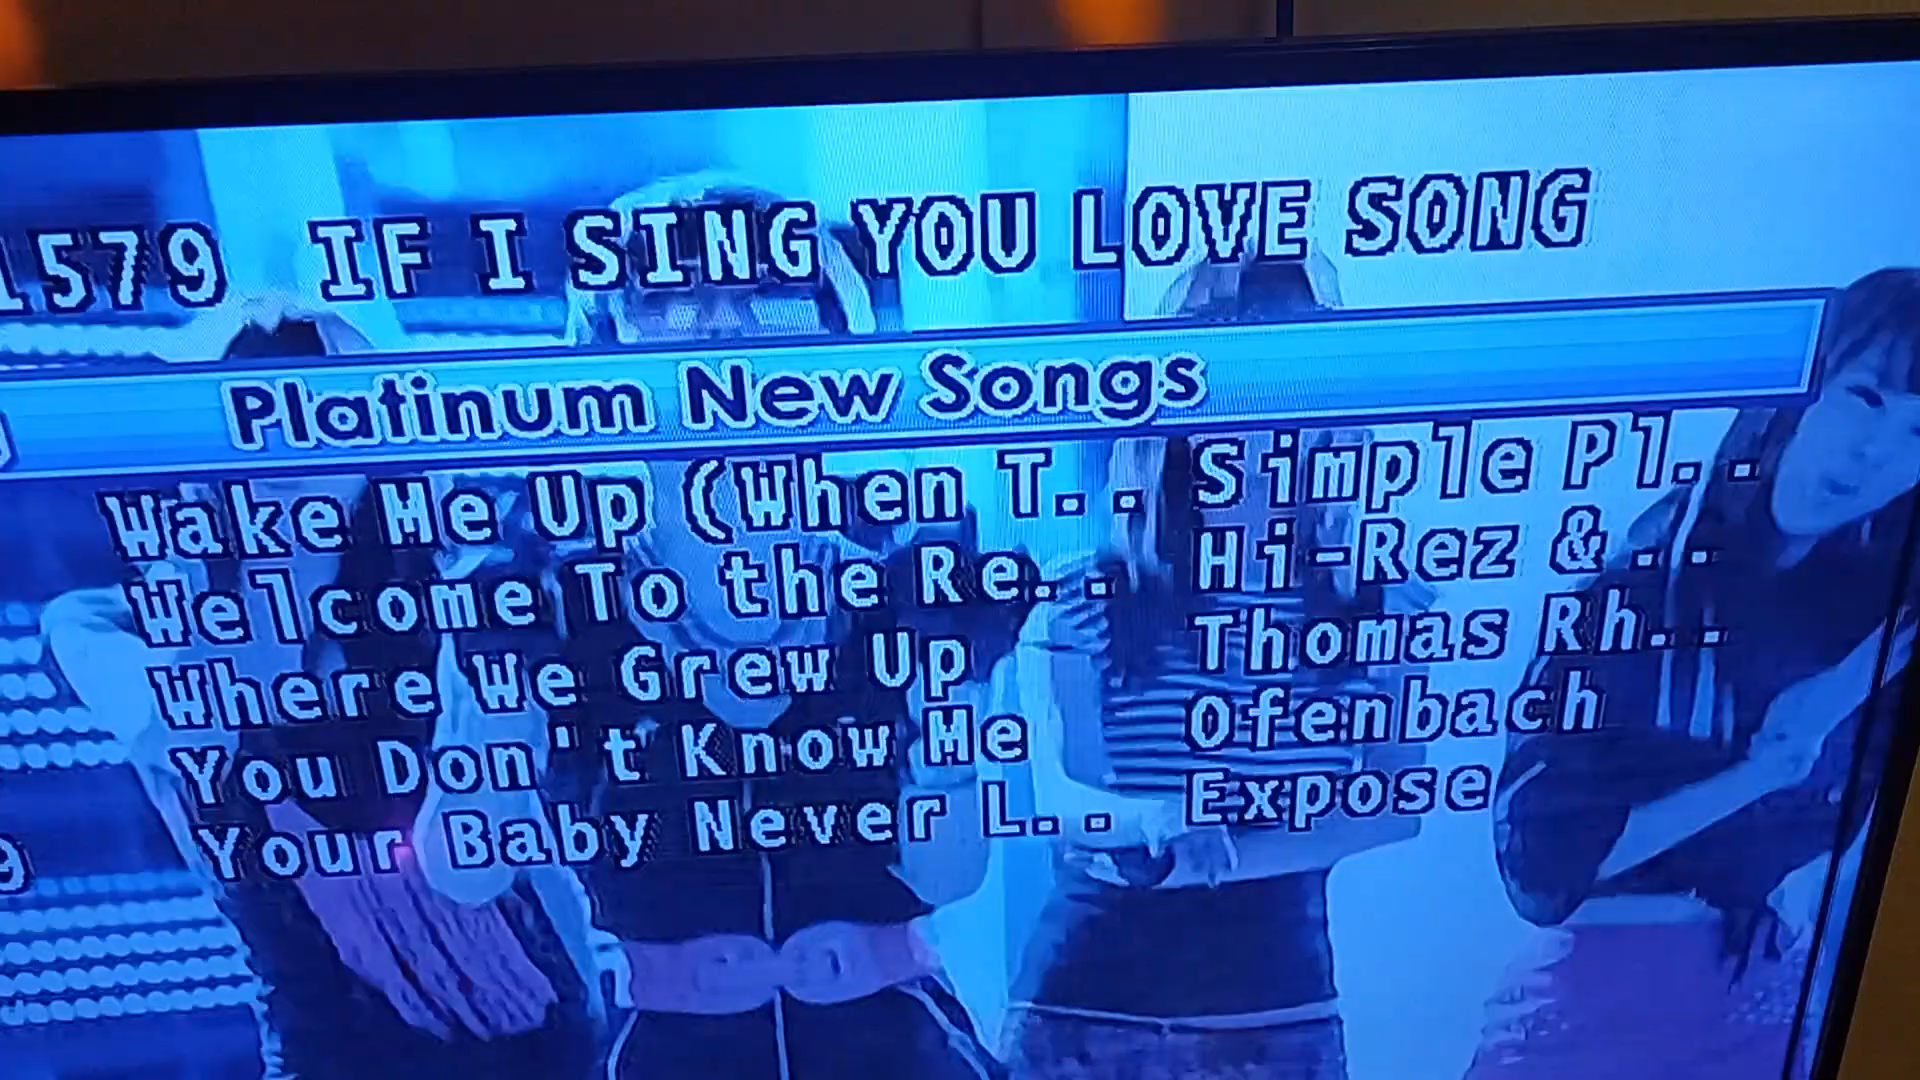 1579 IF I SING YOU LOVE SONG
Platinum New Songs
Wake Me Up (When T.. Simple Pl..
Welcome To the Re.. Hi-Rez & ..
Where We Grew Up Thomas Rh..
You Don't Know Me Ofenbach
9 Your Baby Never L.. Expose